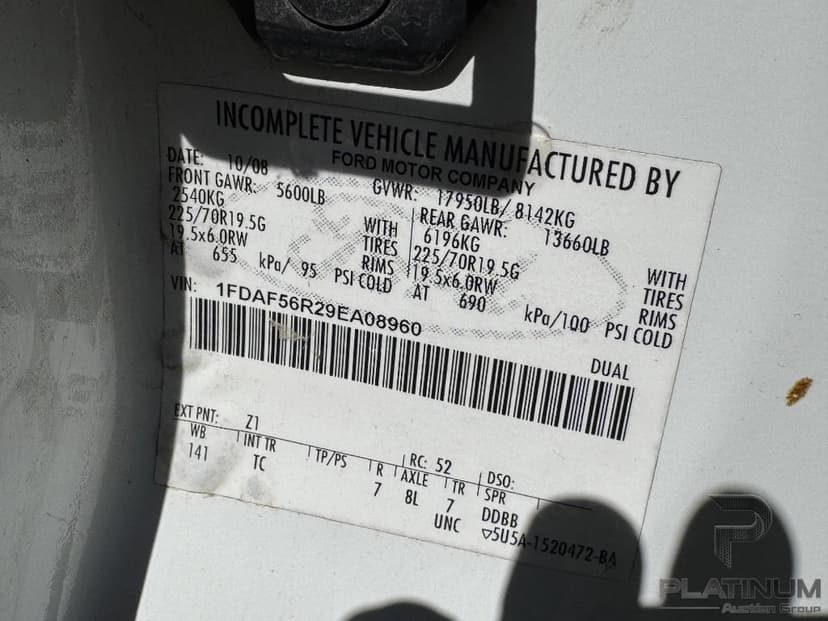 INCOMPLETE VEHICLE MANUFACTURED BY
FORD MOTOR COMPANY
DATE: 10/08 GVWR: 17950LB/ 8142KG
FRONT GAWR: 5600LB REAR GAWR: 13660LB
2540KG WITH 6196KG WITH
225/70R19.5G TIRES 225/70R19.5G TIRES
19.5x6.0RW RIMS 19.5x6.0RW RIMS
AT 655 kPa/ 95 PSI COLD AT 690 kPa/100 PSI COLD
VIN: 1FDAF56R29EA08960
DUAL
EXT PNT: Z1 RC: 52 DSO:
WB INT TR TP/PS R AXLE TR SPR
141 TC 7 8L 7 DDBB
UNC ▽5U5A-1520472-BA
P
PLATINUM
Auction Group